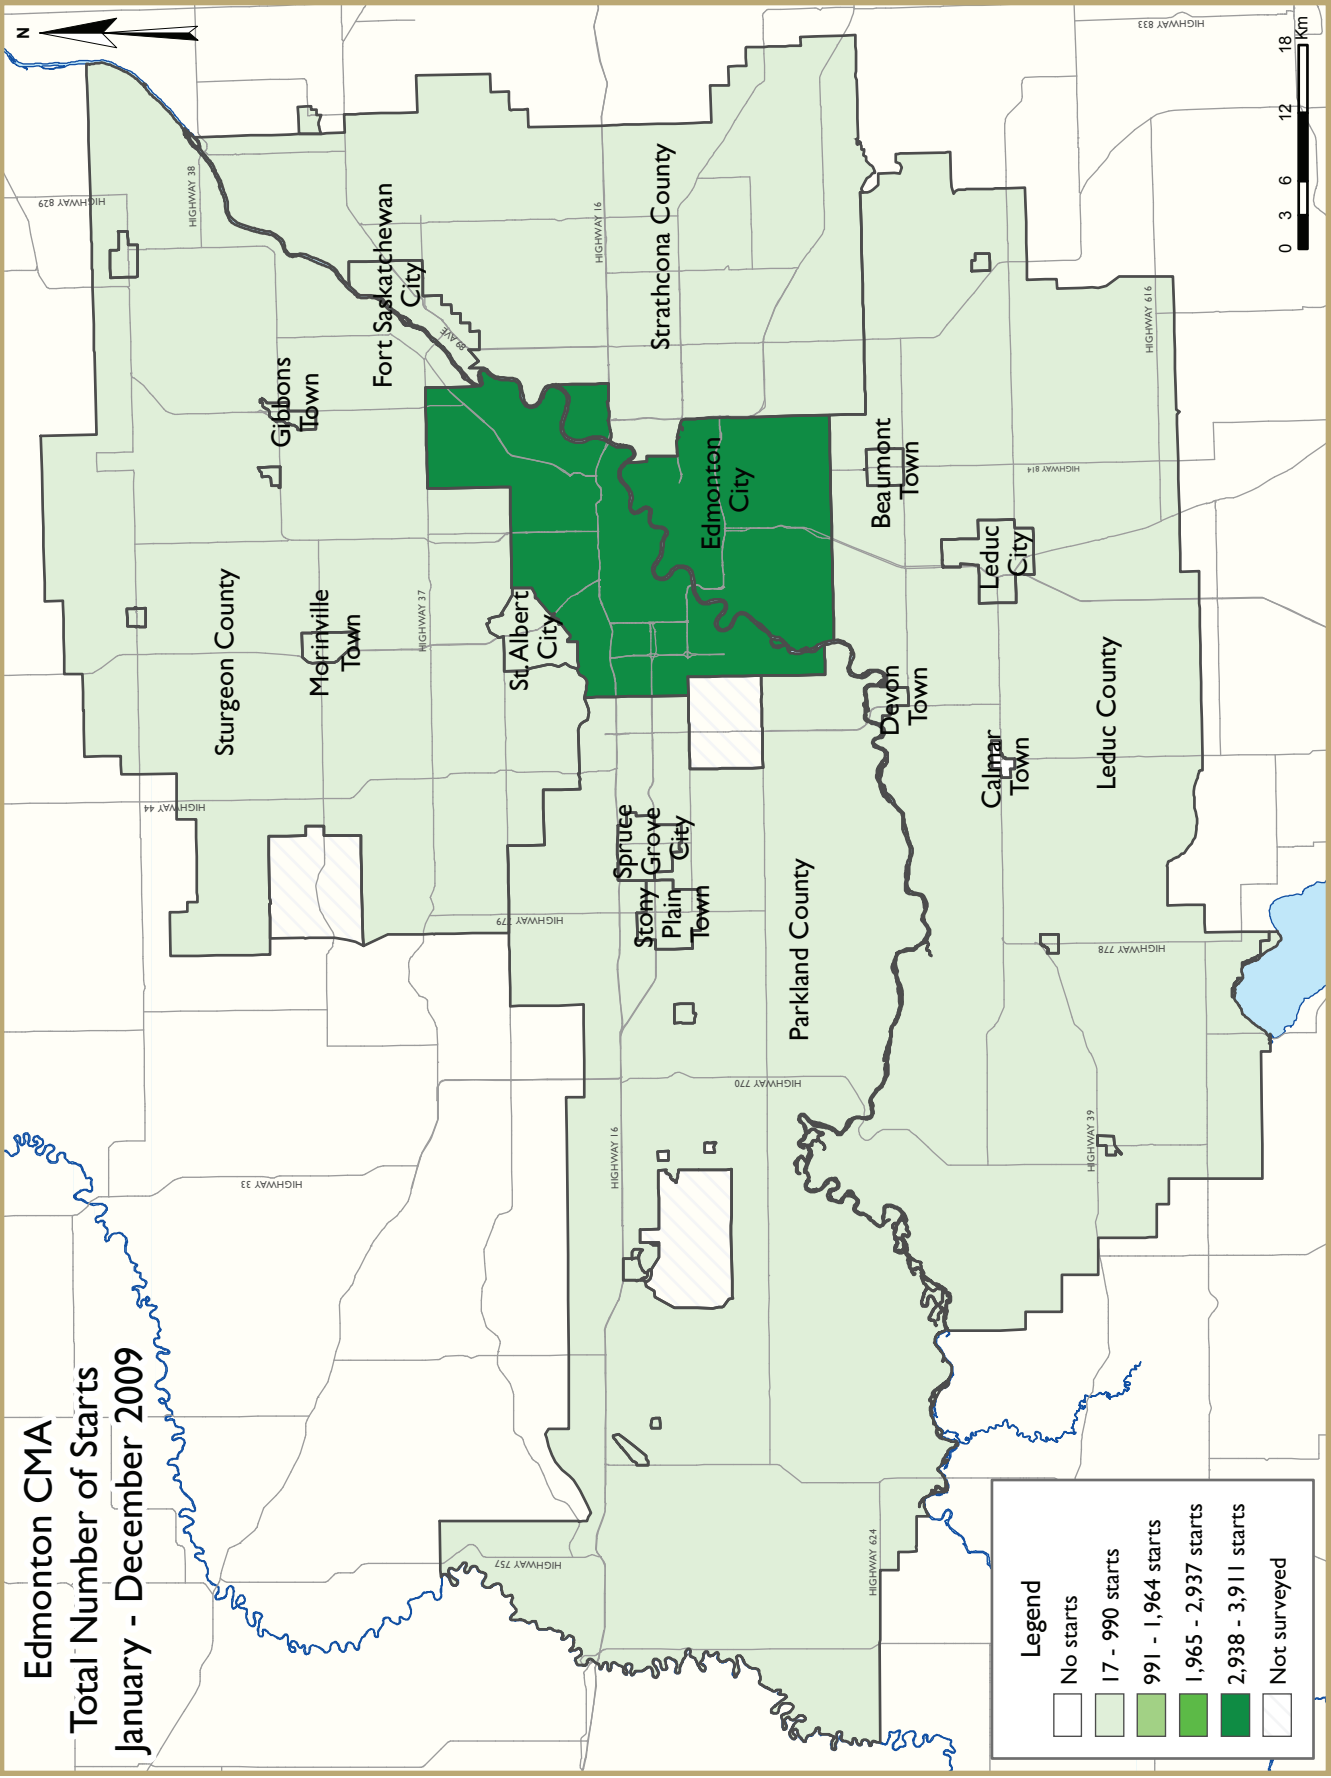 Edmonton CMA
Total Number of Starts
January - December 2009
N
HIGHWAY 757
HIGHWAY 33
HIGHWAY 44
HIGHWAY 779
HIGHWAY 829
HIGHWAY 38
HIGHWAY 37
HIGHWAY 16
HIGHWAY 16
HIGHWAY 770
HIGHWAY 624
HIGHWAY 39
HIGHWAY 778
HIGHWAY 814
HIGHWAY 616
HIGHWAY 833
89 AVE
Sturgeon County
Morinville
Town
Gibbons
Town
Fort Saskatchewan
City
St. Albert
City
Strathcona County
Edmonton
City
Spruce
Grove
City
Stony
Plain
Town
Parkland County
Beaumont
Town
Devon
Town
Leduc
City
Calmar
Town
Leduc County
Legend
No starts
17 - 990 starts
991 - 1,964 starts
1,965 - 2,937 starts
2,938 - 3,911 starts
Not surveyed
0 3 6 12 18
Km